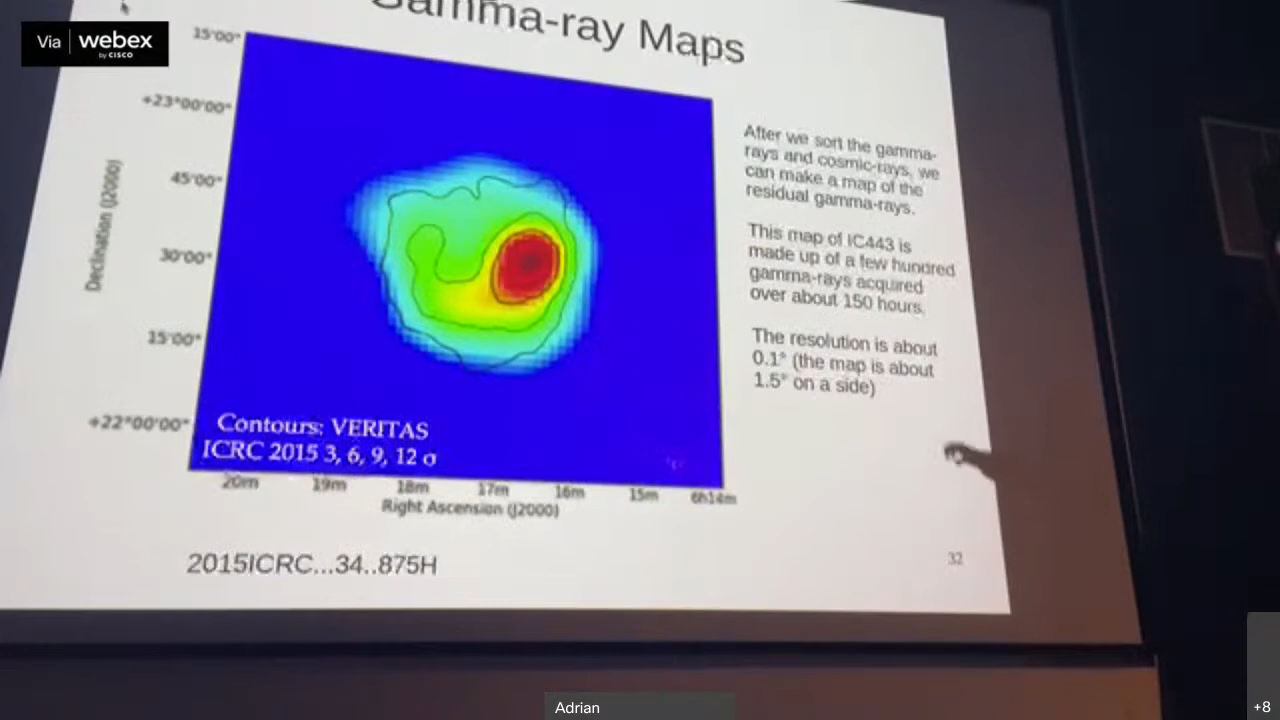 Via webex
by CISCO
Gamma-ray Maps
15'00"
+23°00'00"
45'00"
30'00"
15'00"
+22°00'00"
Declination (J2000)
Contours: VERITAS
ICRC 2015 3, 6, 9, 12 σ
20m 19m 18m 17m 16m 15m 6h14m
Right Ascension (J2000)
After we sort the gamma-
rays and cosmic-rays, we
can make a map of the
residual gamma-rays.
This map of IC443 is
made up of a few hundred
gamma-rays acquired
over about 150 hours.
The resolution is about
0.1° (the map is about
1.5° on a side)
2015ICRC...34..875H
32
Adrian
+8